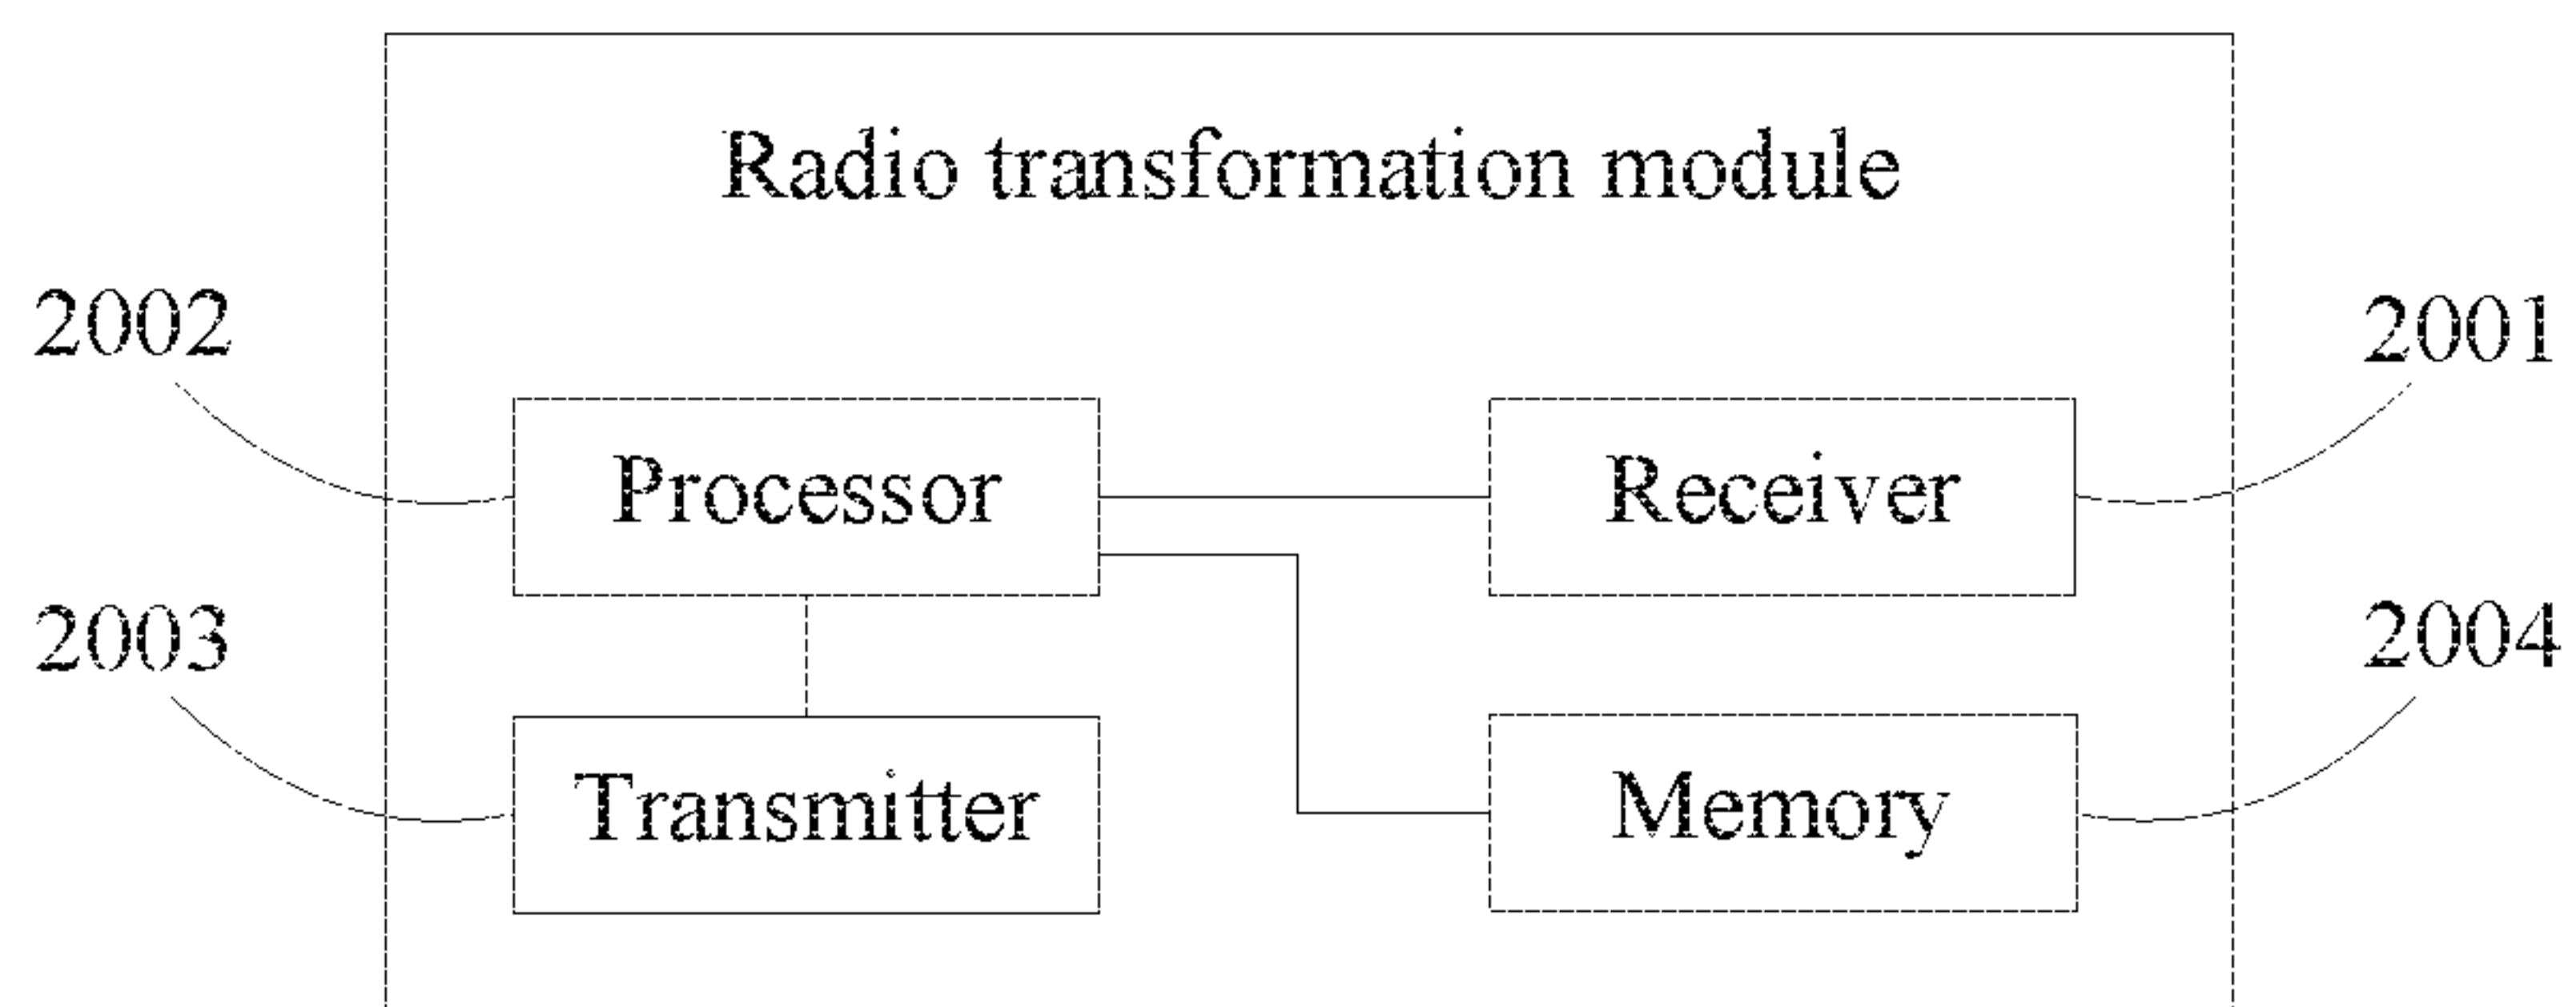 Radio transformation module
2002
2001
Processor
Receiver
2003
2004
Transmitter
Memory